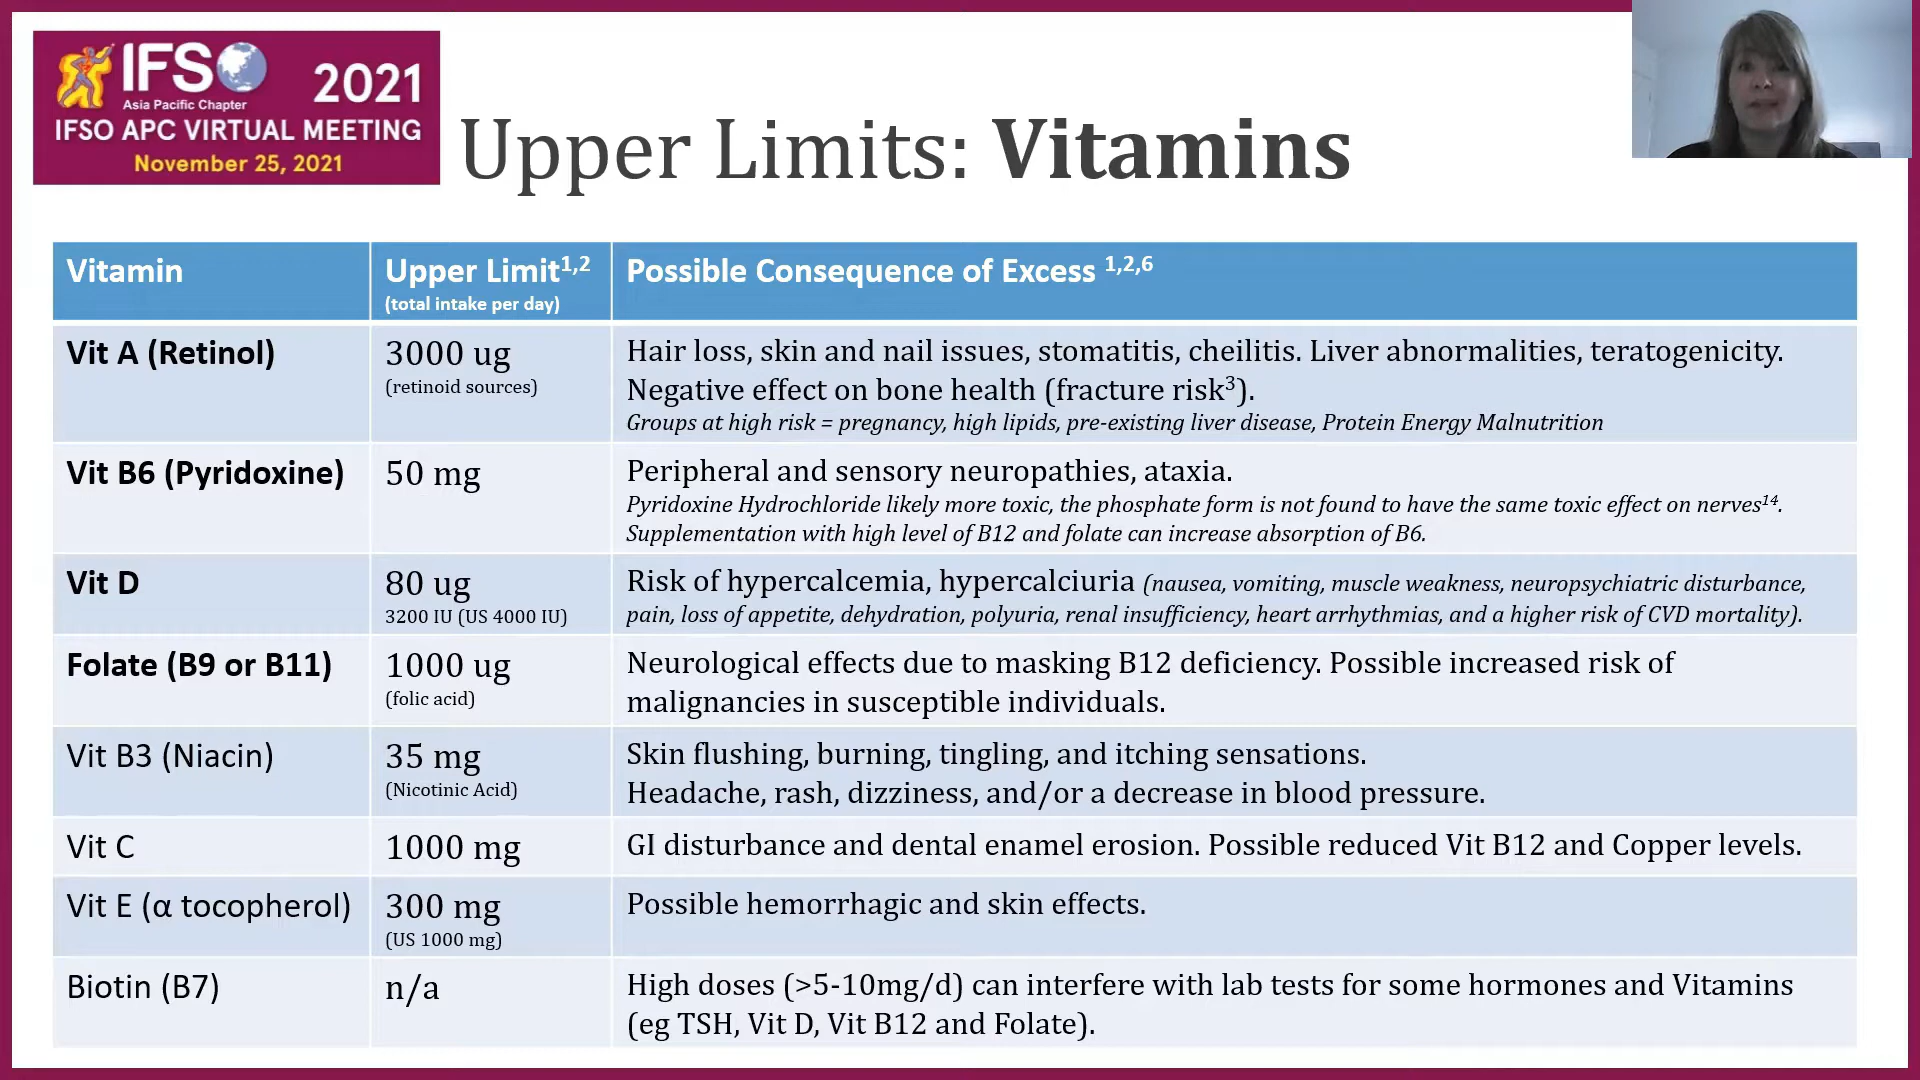 IFSO
Asia Pacific Chapter
2021
IFSO APC VIRTUAL MEETING
November 25, 2021
Upper Limits: Vitamins
Vitamin
Upper Limit1,2
(total intake per day)
Possible Consequence of Excess 1,2,6
Vit A (Retinol)
3000 ug
(retinoid sources)
Hair loss, skin and nail issues, stomatitis, cheilitis. Liver abnormalities, teratogenicity.
Negative effect on bone health (fracture risk3).
Groups at high risk = pregnancy, high lipids, pre-existing liver disease, Protein Energy Malnutrition
Vit B6 (Pyridoxine)
50 mg
Peripheral and sensory neuropathies, ataxia.
Pyridoxine Hydrochloride likely more toxic, the phosphate form is not found to have the same toxic effect on nerves14.
Supplementation with high level of B12 and folate can increase absorption of B6.
Vit D
80 ug
3200 IU (US 4000 IU)
Risk of hypercalcemia, hypercalciuria (nausea, vomiting, muscle weakness, neuropsychiatric disturbance,
pain, loss of appetite, dehydration, polyuria, renal insufficiency, heart arrhythmias, and a higher risk of CVD mortality).
Folate (B9 or B11)
1000 ug
(folic acid)
Neurological effects due to masking B12 deficiency. Possible increased risk of
malignancies in susceptible individuals.
Vit B3 (Niacin)
35 mg
(Nicotinic Acid)
Skin flushing, burning, tingling, and itching sensations.
Headache, rash, dizziness, and/or a decrease in blood pressure.
Vit C
1000 mg
GI disturbance and dental enamel erosion. Possible reduced Vit B12 and Copper levels.
Vit E (α tocopherol)
300 mg
(US 1000 mg)
Possible hemorrhagic and skin effects.
Biotin (B7)
n/a
High doses (>5-10mg/d) can interfere with lab tests for some hormones and Vitamins
(eg TSH, Vit D, Vit B12 and Folate).